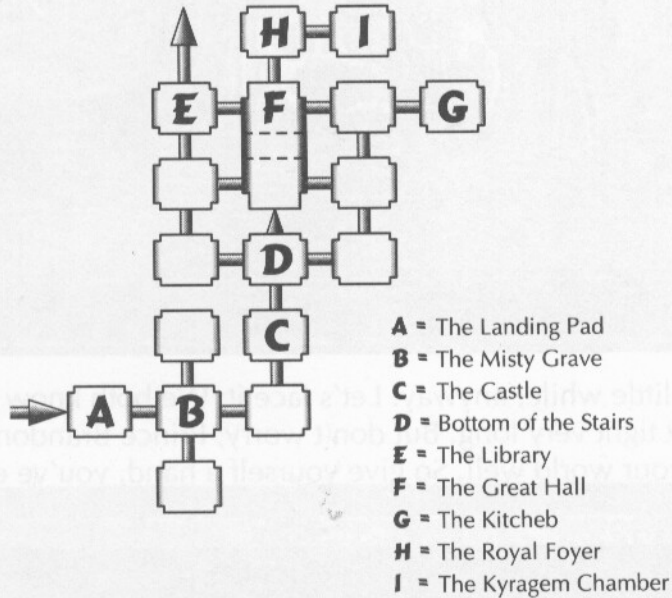 H I
E F G
D
C
A B
A = The Landing Pad
B = The Misty Grave
C = The Castle
D = Bottom of the Stairs
E = The Library
F = The Great Hall
G = The Kitcheb
H = The Royal Foyer
I = The Kyragem Chamber